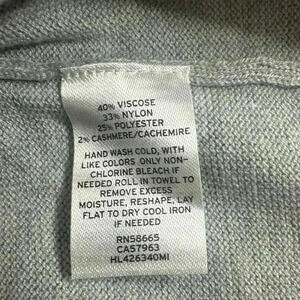 40% VISCOSE
33% NYLON
25% POLYESTER
2% CASHMERE/CACHEMIRE
HAND WASH COLD, WITH
LIKE COLORS ONLY NON-
CHLORINE BLEACH IF
NEEDED ROLL IN TOWEL TO
REMOVE EXCESS
MOISTURE, RESHAPE, LAY
FLAT TO DRY COOL IRON
IF NEEDED
RN58665
CA57963
HL426340MI